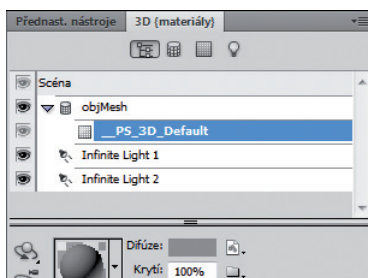 Přednast. nástroje 3D {materiály}
Scéna
objMesh
__PS_3D_Default
Infinite Light 1
Infinite Light 2
Difúze:
Krytí: 100%